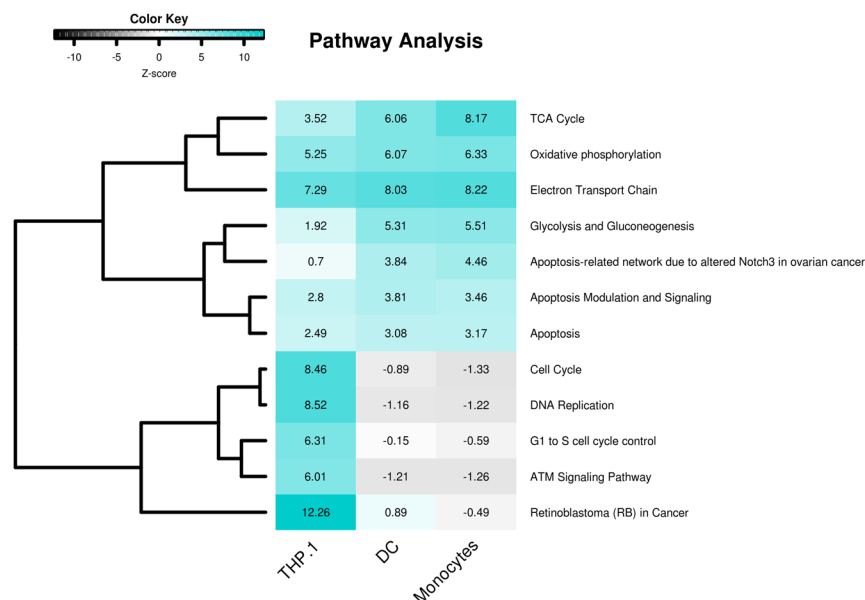 Color Key
-10 -5 0 5 10
Z-score
Pathway Analysis
3.52 6.06 8.17 TCA Cycle
5.25 6.07 6.33 Oxidative phosphorylation
7.29 8.03 8.22 Electron Transport Chain
1.92 5.31 5.51 Glycolysis and Gluconeogenesis
0.7 3.84 4.46 Apoptosis-related network due to altered Notch3 in ovarian cancer
2.8 3.81 3.46 Apoptosis Modulation and Signaling
2.49 3.08 3.17 Apoptosis
8.46 -0.89 -1.33 Cell Cycle
8.52 -1.16 -1.22 DNA Replication
6.31 -0.15 -0.59 G1 to S cell cycle control
6.01 -1.21 -1.26 ATM Signaling Pathway
12.26 0.89 -0.49 Retinoblastoma (RB) in Cancer
THP.1 DC Monocytes